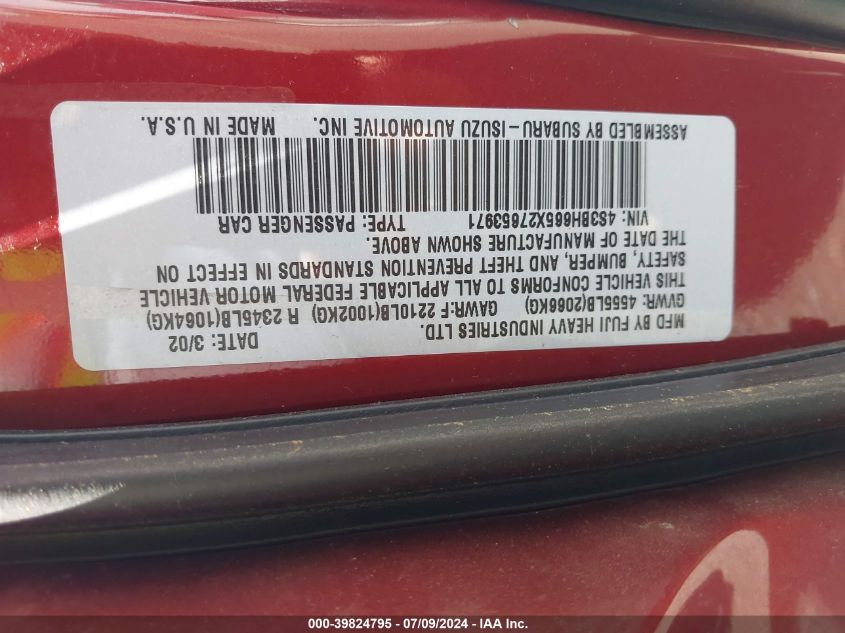 MFD BY FUJI HEAVY INDUSTRIES LTD. DATE: 3/02
GVWR: 4555LB(2066KG) GAWR:F 2210LB(1002KG) R 2345LB(1064KG)
THIS VEHICLE CONFORMS TO ALL APPLICABLE FEDERAL MOTOR VEHICLE
SAFETY, BUMPER, AND THEFT PREVENTION STANDARDS IN EFFECT ON
THE DATE OF MANUFACTURE SHOWN ABOVE.
VIN: 4S3BH665X27653971 TYPE: PASSENGER CAR
ASSEMBLED BY SUBARU-ISUZU AUTOMOTIVE INC. MADE IN U.S.A.
000-39824795 - 07/09/2024 - IAAI - Copyright IAA, Inc.